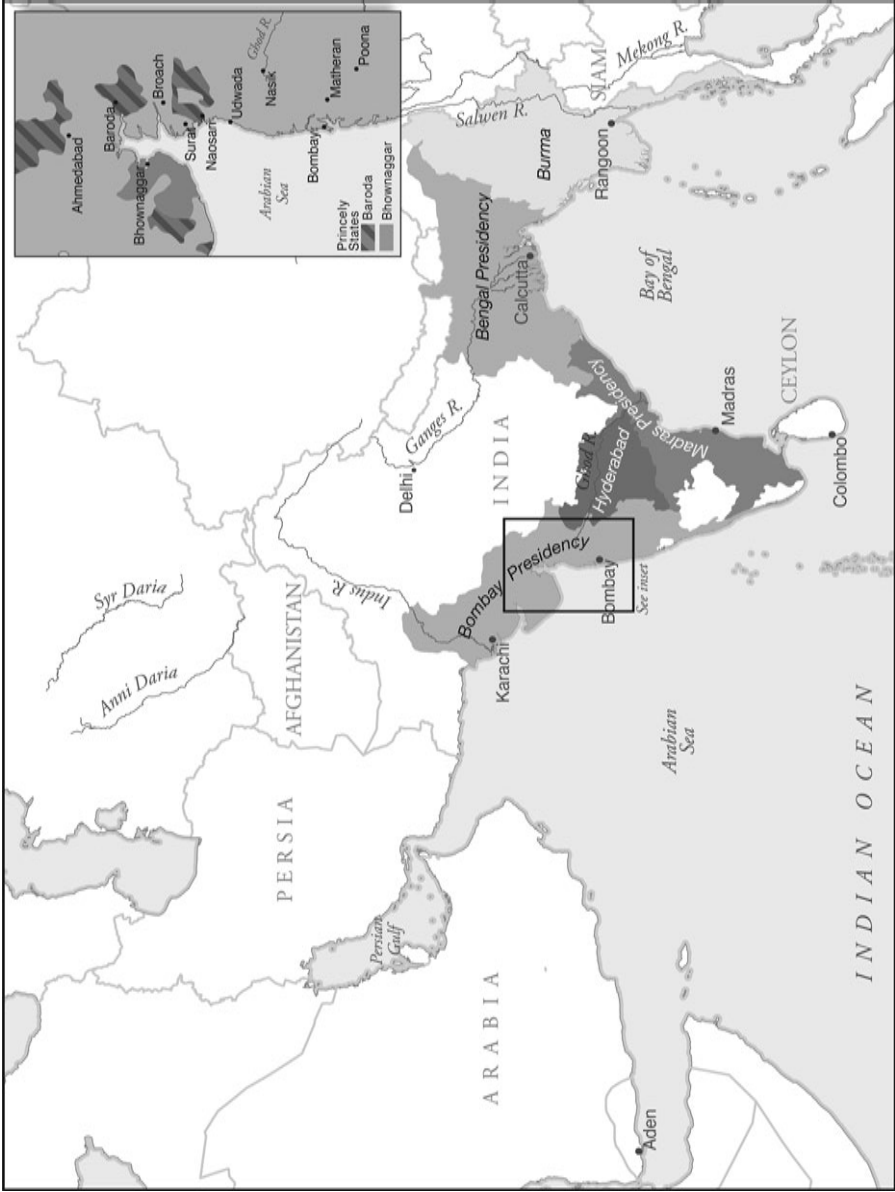 Ahmedabad
Baroda
Broach
Bhownaggar
Surat
Naosari
Udwada
Ghod R.
Nasik
Matheran
Bombay
Poona
Arabian
Sea
Princely
States
Baroda
Bhownaggar
Syr Daria
Anni Daria
AFGHANISTAN
PERSIA
Persian
Gulf
ARABIA
Aden
Indus R.
Delhi
Ganges R.
INDIA
Karachi
Bombay Presidency
Bombay
See inset
Ghod R.
Hyderabad
Madras Presidency
Madras
Bengal Presidency
Calcutta
Burma
Rangoon
Salwen R.
SIAM
Mekong R.
Bay of
Bengal
CEYLON
Colombo
Arabian
Sea
INDIAN OCEAN